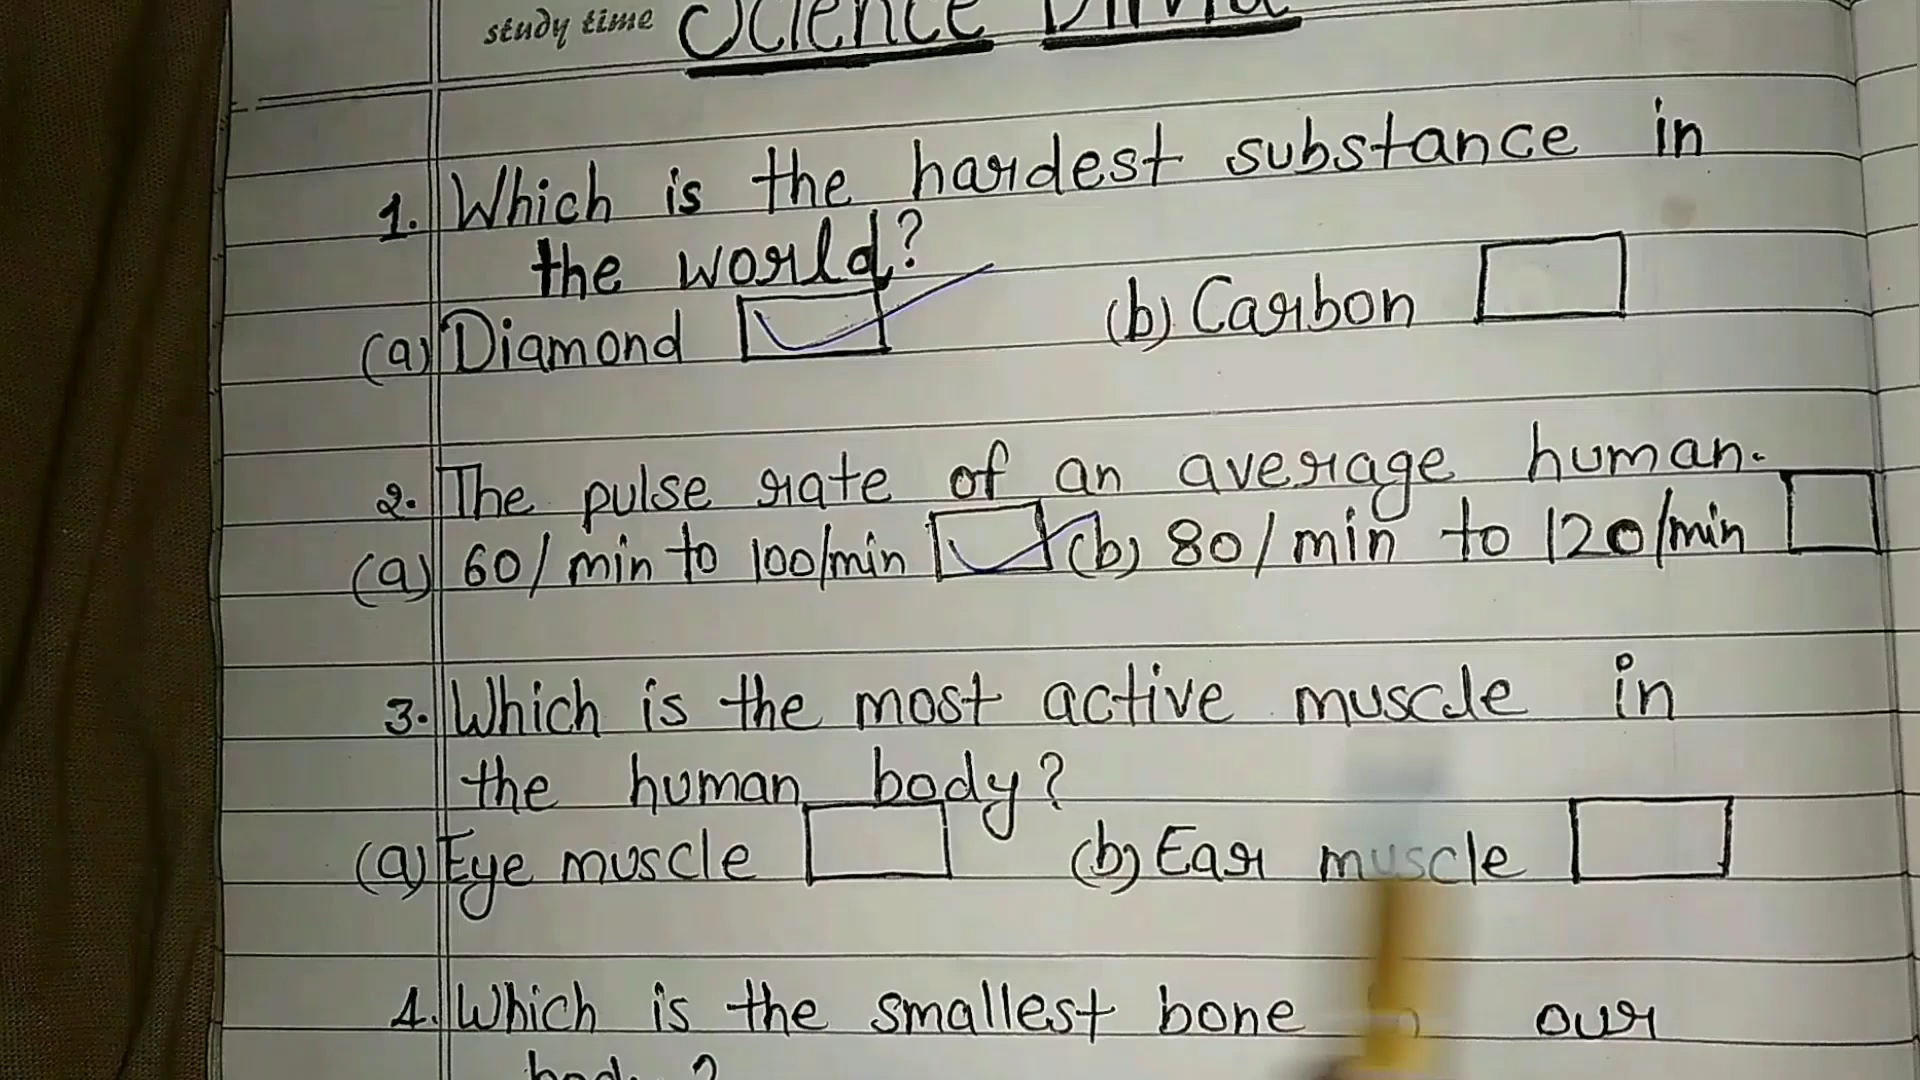 study time Science
1. Which is the hardest substance in
the world?
(a) Diamond (b) Carbon
2. The pulse rate of an average human.
(a) 60/min to 100/min (b) 80/min to 120/min
3. Which is the most active muscle in
the human body?
(a) Eye muscle (b) Ear muscle
4. Which is the smallest bone our